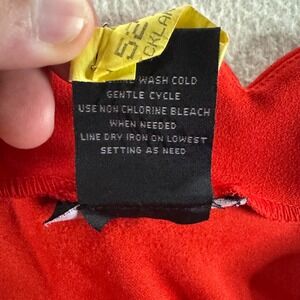 WASH COLD
GENTLE CYCLE
USE NON CHLORINE BLEACH
WHEN NEEDED
LINE DRY IRON ON LOWEST
SETTING AS NEED